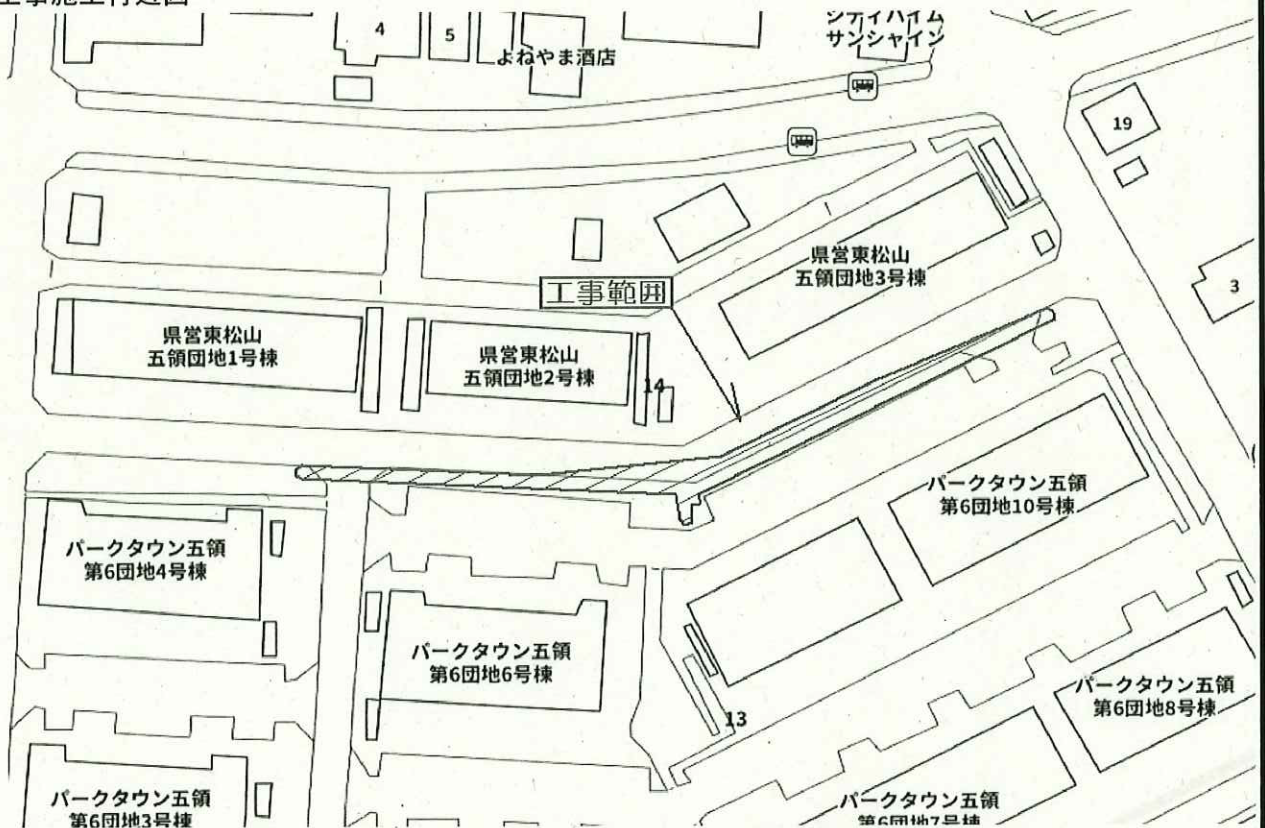 工事施工付近図
シティハイム
サンシャイン
4
5
よねやま酒店
19
県営東松山
五領団地3号棟
3
工事範囲
県営東松山
五領団地1号棟
県営東松山
五領団地2号棟
14
パークタウン五領
第6団地10号棟
パークタウン五領
第6団地4号棟
パークタウン五領
第6団地6号棟
パークタウン五領
第6団地8号棟
13
パークタウン五領
第6団地3号棟
パークタウン五領
第6団地7号棟